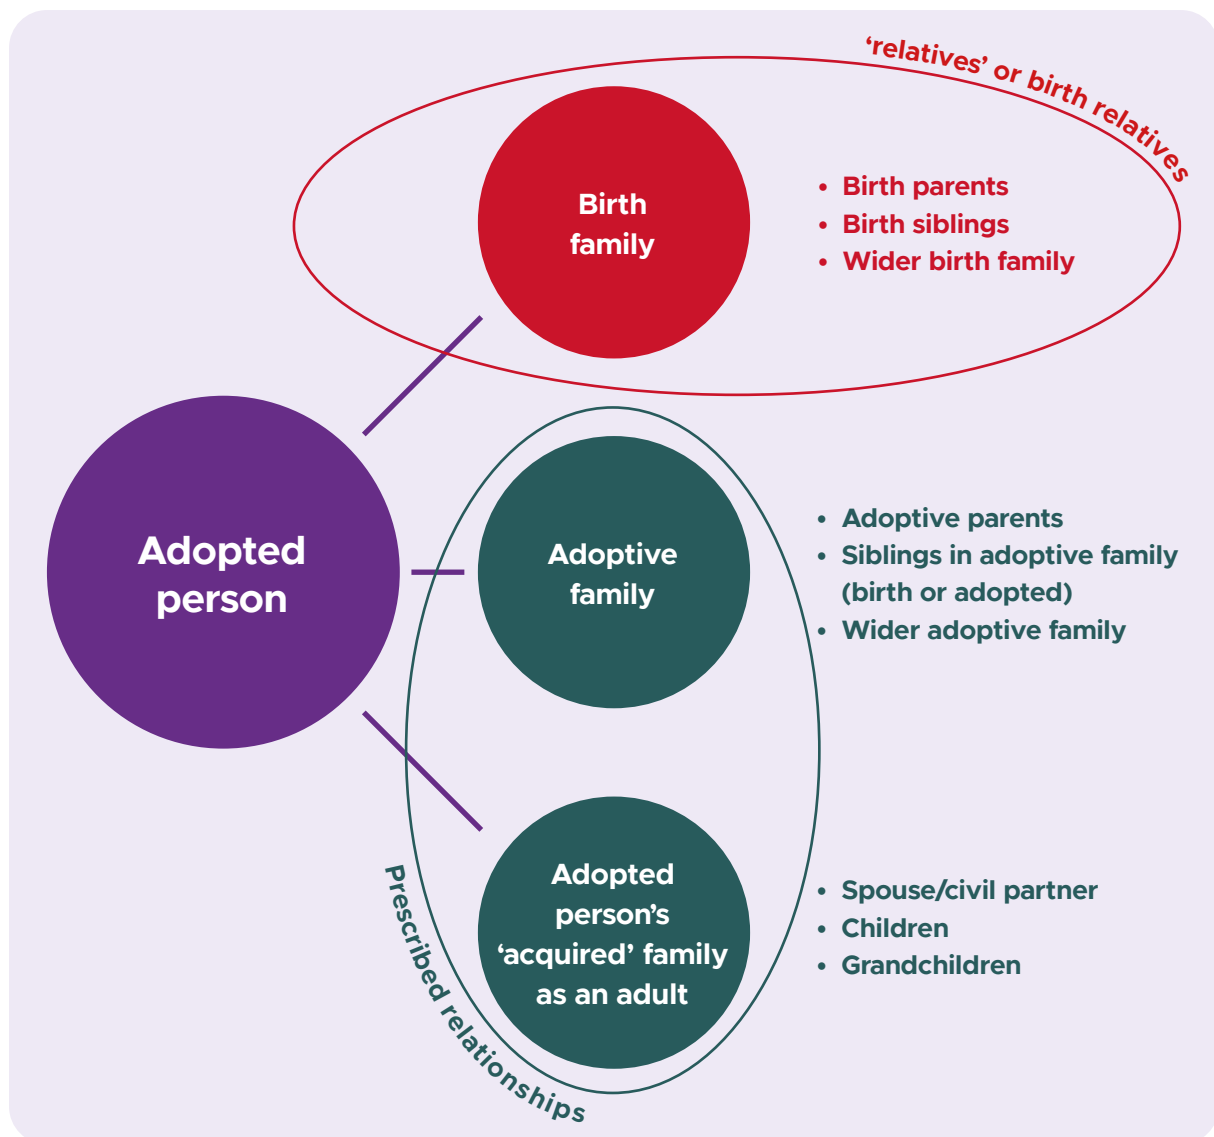 ‘relatives’ or birth relatives
Birth
family
• Birth parents
• Birth siblings
• Wider birth family
Adopted
person
Adoptive
family
• Adoptive parents
• Siblings in adoptive family
(birth or adopted)
• Wider adoptive family
Adopted
person’s
‘acquired’ family
as an adult
• Spouse/civil partner
• Children
• Grandchildren
Prescribed relationships